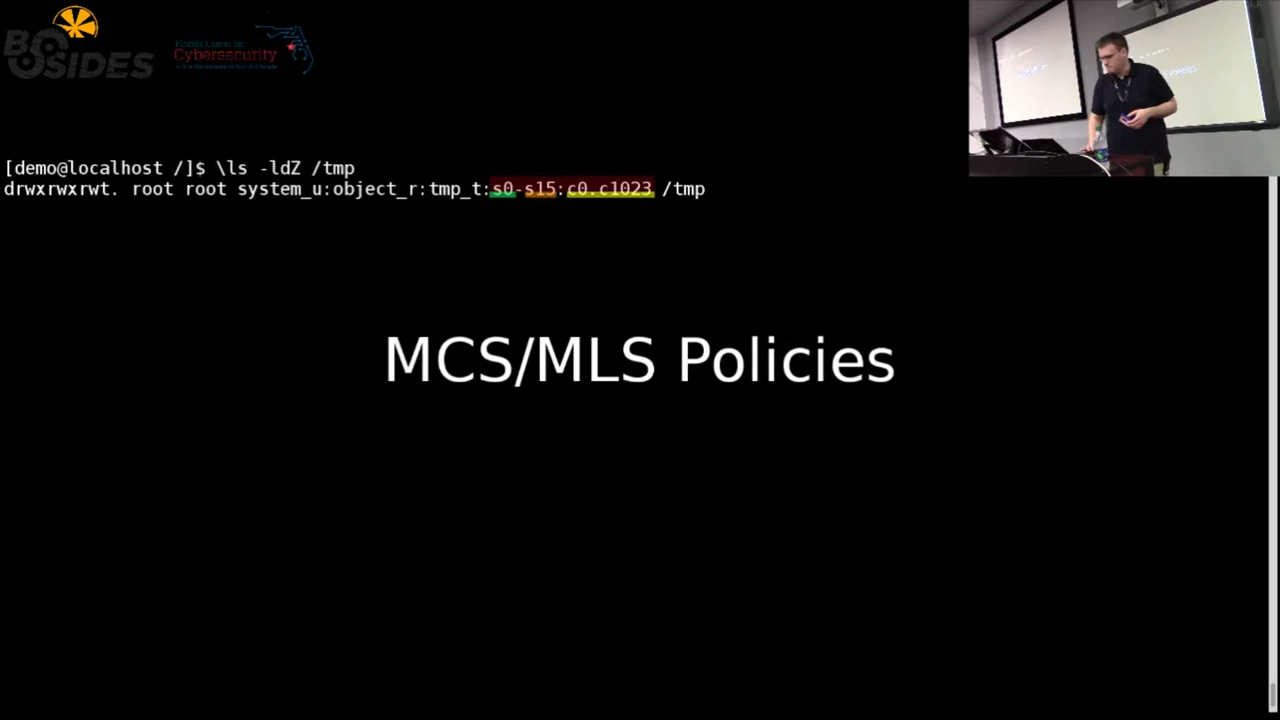 BSIDES
Cybersecurity
[demo@localhost /]$ \ls -ldZ /tmp
drwxrwxrwt. root root system_u:object_r:tmp_t:s0-s15:c0.c1023 /tmp
MCS/MLS Policies